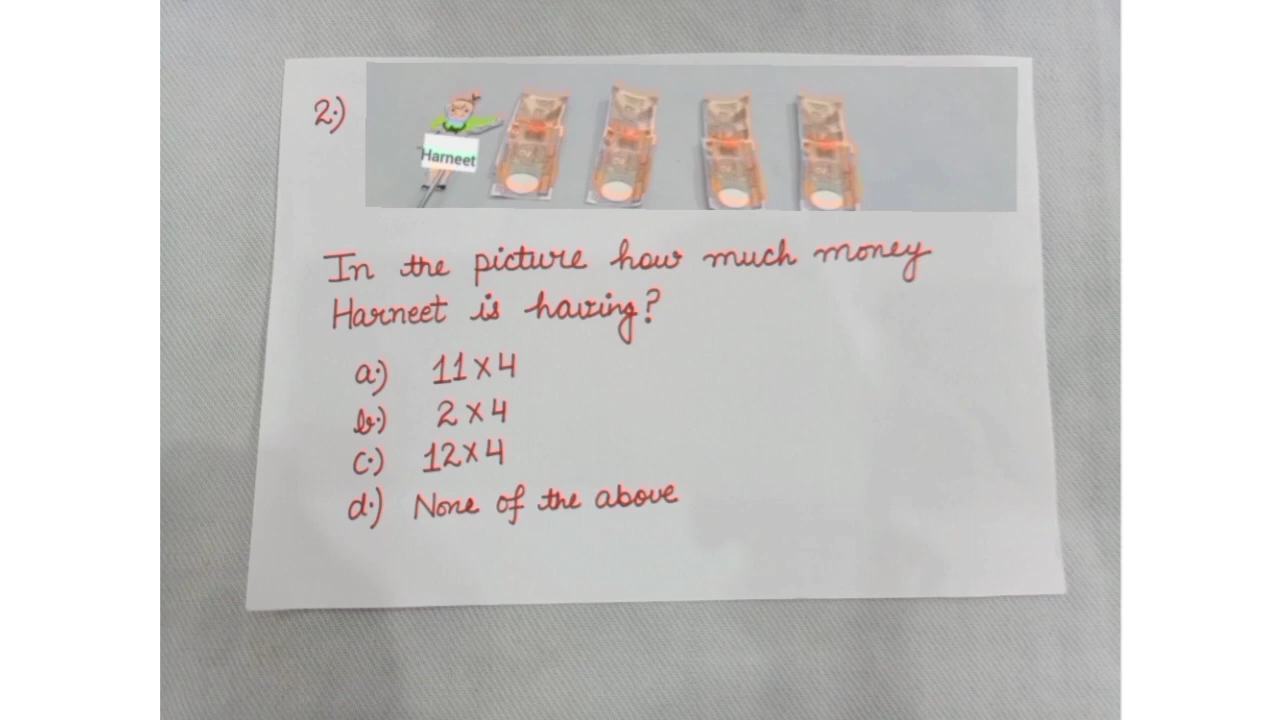 2.)
Harneet
In the picture how much money
Harneet is having?
a.) 11 x 4
b.) 2 x 4
c.) 12 x 4
d.) None of the above